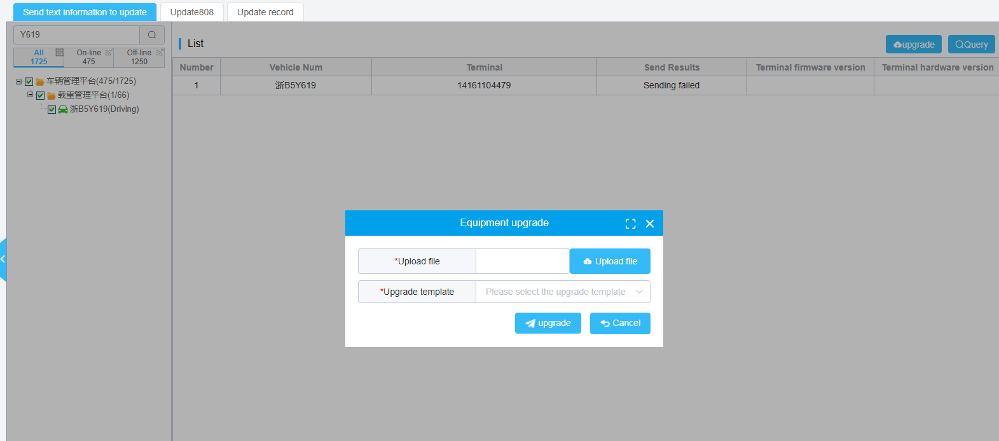 Send text information to update
Update808
Update record
Y619
All
1725
On-line
475
Off-line
1250
车辆管理平台(475/1725)
载重管理平台(1/66)
浙B5Y619(Driving)
List
upgrade
Query
Number
Vehicle Num
Terminal
Send Results
Terminal firmware version
Terminal hardware version
1
浙B5Y619
14161104479
Sending failed
Equipment upgrade
*Upload file
Upload file
*Upgrade template
Please select the upgrade template
upgrade
Cancel